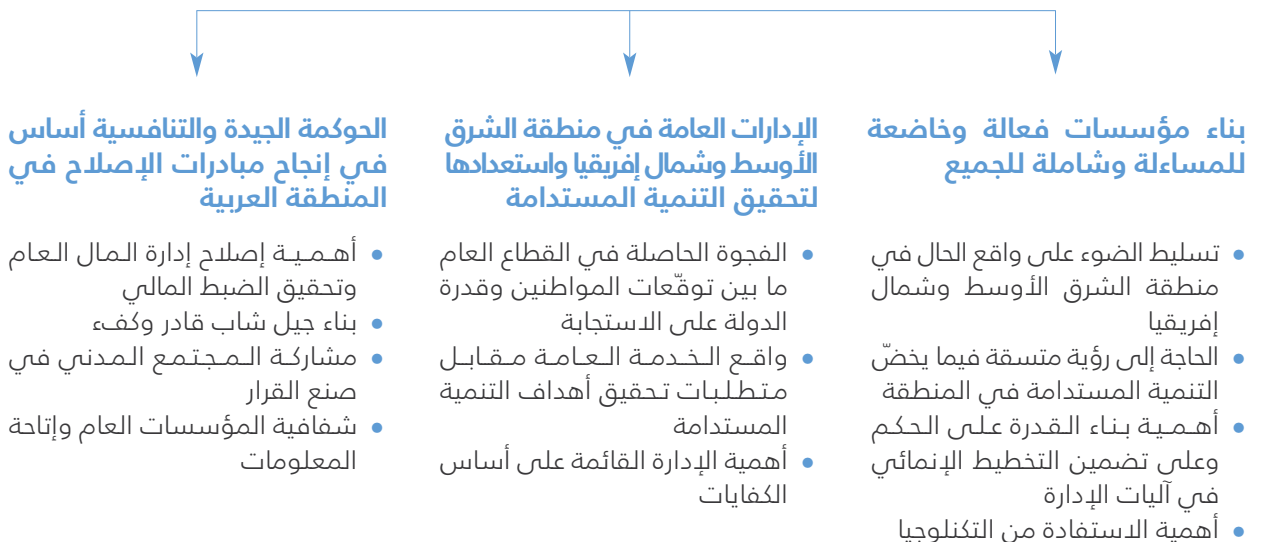 بناء مؤسسات فعالة وخاضعة
للمساءلة وشاملة للجميع
• تسليط الضوء على واقع الحال في
منطقة الشرق الأوسط وشمال
إفريقيا
• الحاجة إلى رؤية متسقة فيما يخصّ
التنمية المستدامة في المنطقة
• أهمية بناء القدرة على الحكم
وعلى تضمين التخطيط الإنمائي
في آليات الإدارة
• أهمية الاستفادة من التكنلوجيا
الإدارات العامة في منطقة الشرق
الأوسط وشمال إفريقيا واستعدادها
لتحقيق التنمية المستدامة
• الفجوة الحاصلة في القطاع العام
ما بين توقّعات المواطنين وقدرة
الدولة على الاستجابة
• واقع الخدمة العامة مقابل
متطلبات تحقيق أهداف التنمية
المستدامة
• أهمية الإدارة القائمة على أساس
الكفايات
الحوكمة الجيدة والتنافسية أساس
في إنجاح مبادرات الإصلاح في
المنطقة العربية
• أهمية إصلاح إدارة المال العام
وتحقيق الضبط المالي
• بناء جيل شاب قادر وكفء
• مشاركة المجتمع المدني في
صنع القرار
• شفافية المؤسسات العام وإتاحة
المعلومات